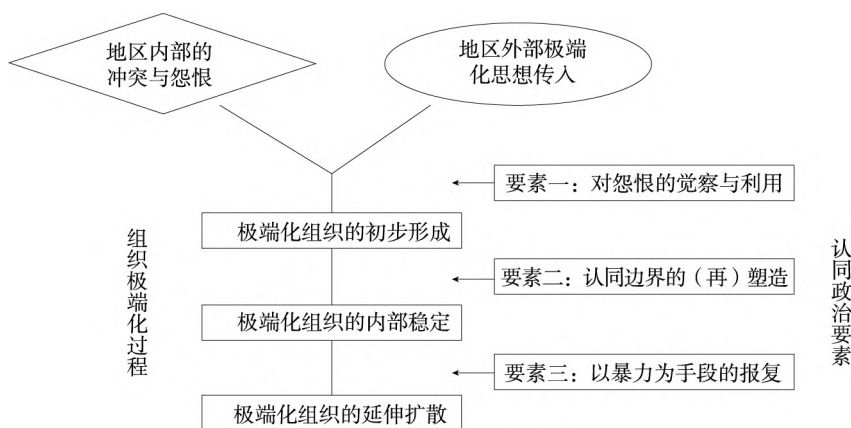 地区内部的
冲突与怨恨
地区外部极端
化思想传入
要素一：对怨恨的觉察与利用
极端化组织的初步形成
要素二：认同边界的（再）塑造
极端化组织的内部稳定
要素三：以暴力为手段的报复
极端化组织的延伸扩散
组织极端化过程
认同政治要素